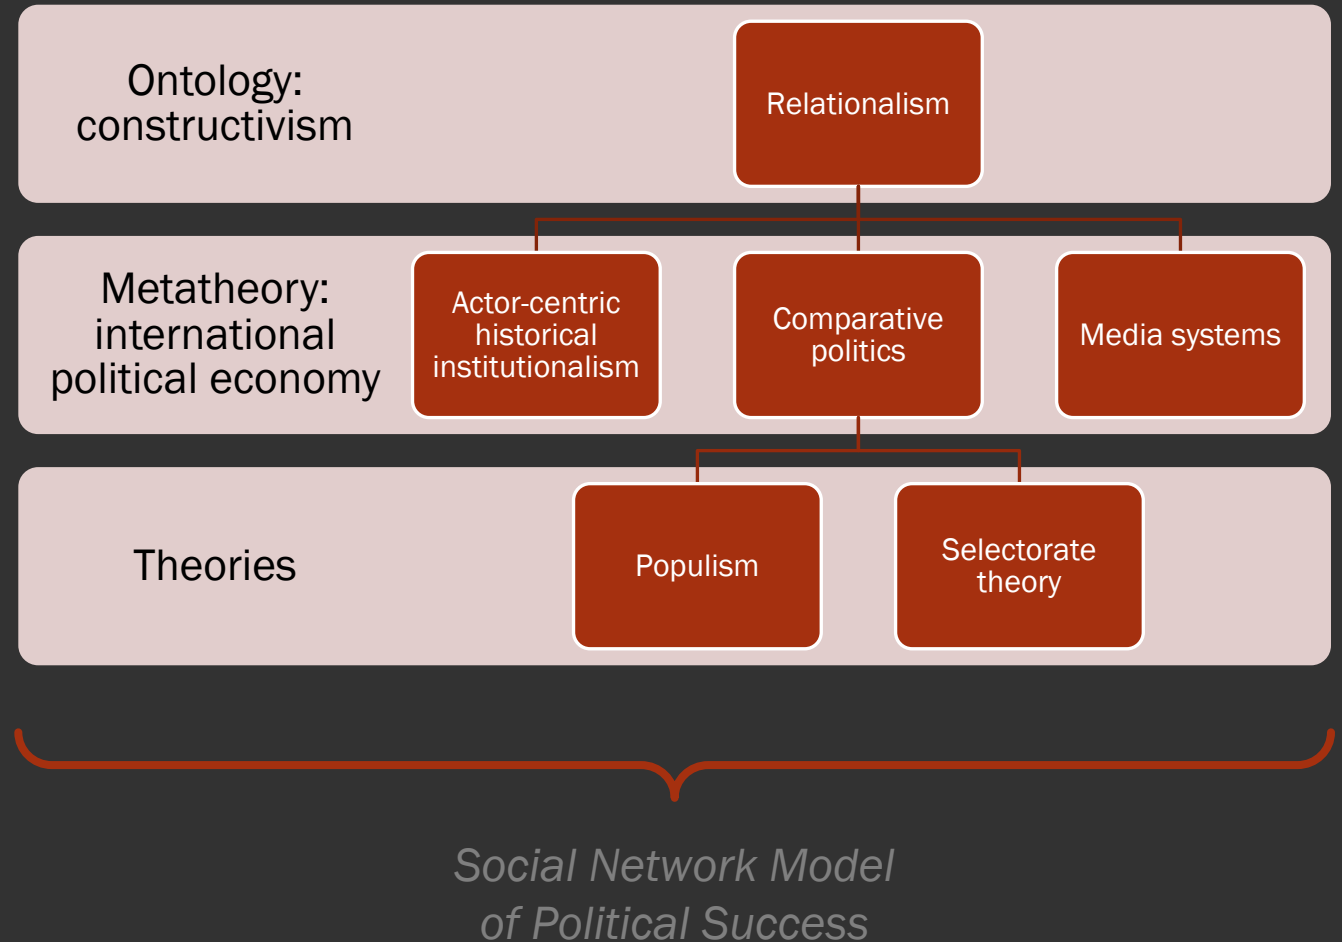 Ontology:
constructivism
Relationalism
Metatheory:
international
political economy
Actor-centric
historical
institutionalism
Comparative
politics
Media systems
Theories
Populism
Selectorate
theory
Social Network Model
of Political Success